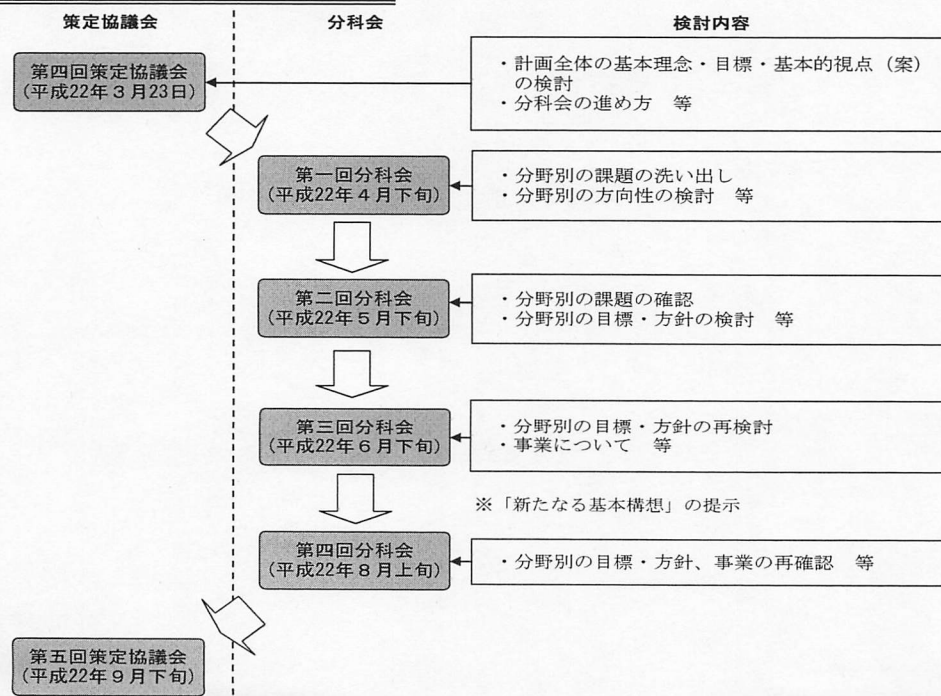 策定協議会
分科会
検討内容
第四回策定協議会
(平成22年3月23日)
・計画全体の基本理念・目標・基本的視点（案）
の検討
・分科会の進め方　等
第一回分科会
(平成22年4月下旬)
・分野別の課題の洗い出し
・分野別の方向性の検討　等
第二回分科会
(平成22年5月下旬)
・分野別の課題の確認
・分野別の目標・方針の検討　等
第三回分科会
(平成22年6月下旬)
・分野別の目標・方針の再検討
・事業について　等
※「新たなる基本構想」の提示
第四回分科会
(平成22年8月上旬)
・分野別の目標・方針、事業の再確認　等
第五回策定協議会
(平成22年9月下旬)